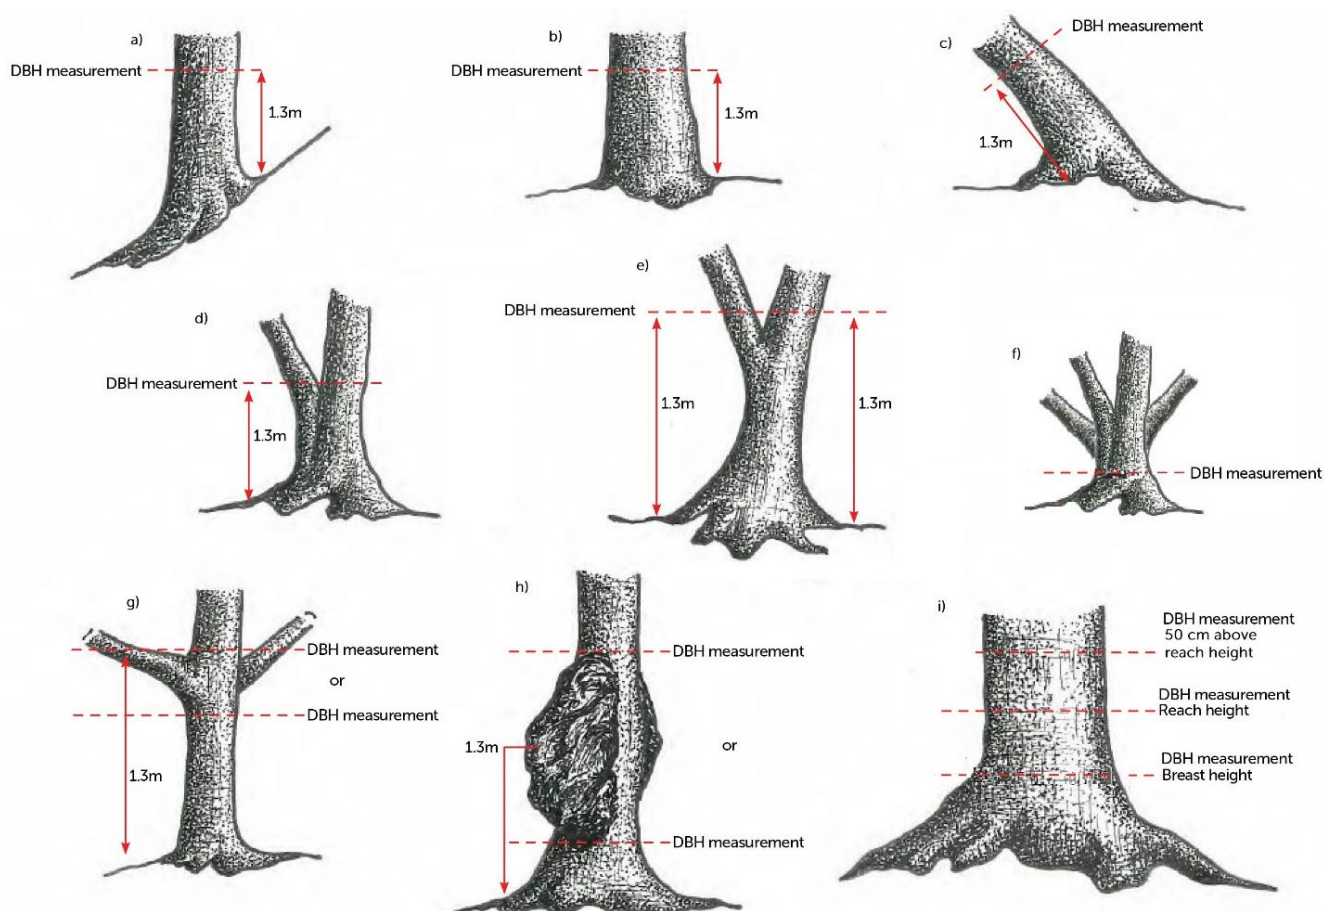 a)
DBH measurement
1.3m
b)
DBH measurement
1.3m
c)
DBH measurement
1.3m
d)
DBH measurement
1.3m
e)
DBH measurement
1.3m
1.3m
f)
DBH measurement
g)
DBH measurement
or
DBH measurement
1.3m
h)
DBH measurement
1.3m
or
DBH measurement
i)
DBH measurement
50 cm above
reach height
DBH measurement
Reach height
DBH measurement
Breast height